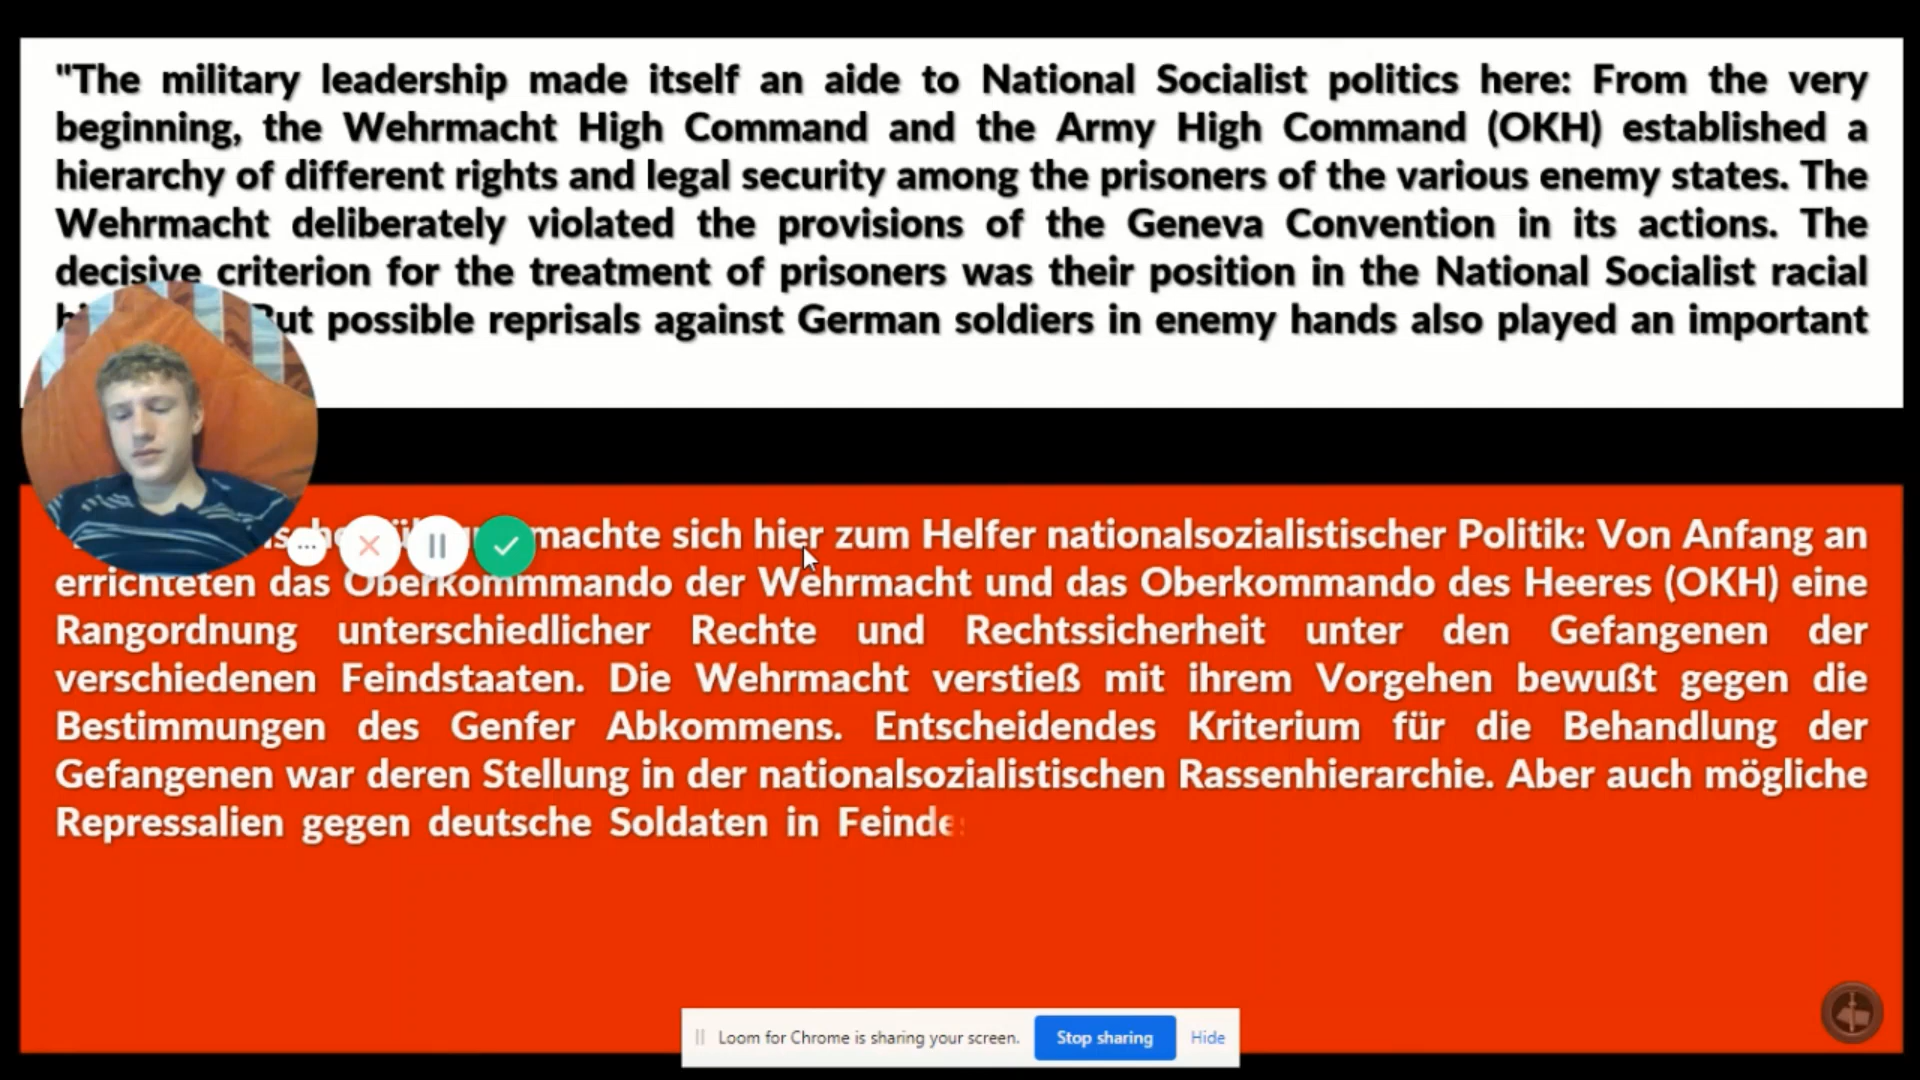 "The military leadership made itself an aide to National Socialist politics here: From the very
beginning, the Wehrmacht High Command and the Army High Command (OKH) established a
hierarchy of different rights and legal security among the prisoners of the various enemy states. The
Wehrmacht deliberately violated the provisions of the Geneva Convention in its actions. The
decisive criterion for the treatment of prisoners was their position in the National Socialist racial
But possible reprisals against German soldiers in enemy hands also played an important
machte sich hier zum Helfer nationalsozialistischer Politik: Von Anfang an
errichteten das Oberkommando der Wehrmacht und das Oberkommando des Heeres (OKH) eine
Rangordnung unterschiedlicher Rechte und Rechtssicherheit unter den Gefangenen der
verschiedenen Feindstaaten. Die Wehrmacht verstieß mit ihrem Vorgehen bewußt gegen die
Bestimmungen des Genfer Abkommens. Entscheidendes Kriterium für die Behandlung der
Gefangenen war deren Stellung in der nationalsozialistischen Rassenhierarchie. Aber auch mögliche
Repressalien gegen deutsche Soldaten in Feinde
Loom for Chrome is sharing your screen. Stop sharing Hide